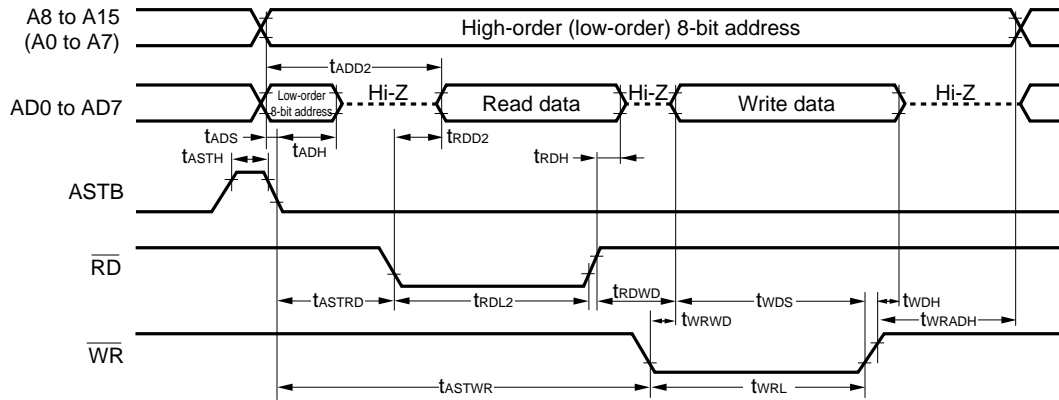 A8 to A15
(A0 to A7)
High-order (low-order) 8-bit address
tADD2
AD0 to AD7
Low-order
8-bit address
Hi-Z
Read data
Hi-Z
Write data
Hi-Z
tADS
tADH
tRDD2
tASTH
tRDH
ASTB
RD
tASTRD
tRDL2
tRDWD
tWDS
tWDH
tWRWD
tWRADH
WR
tASTWR
tWRL